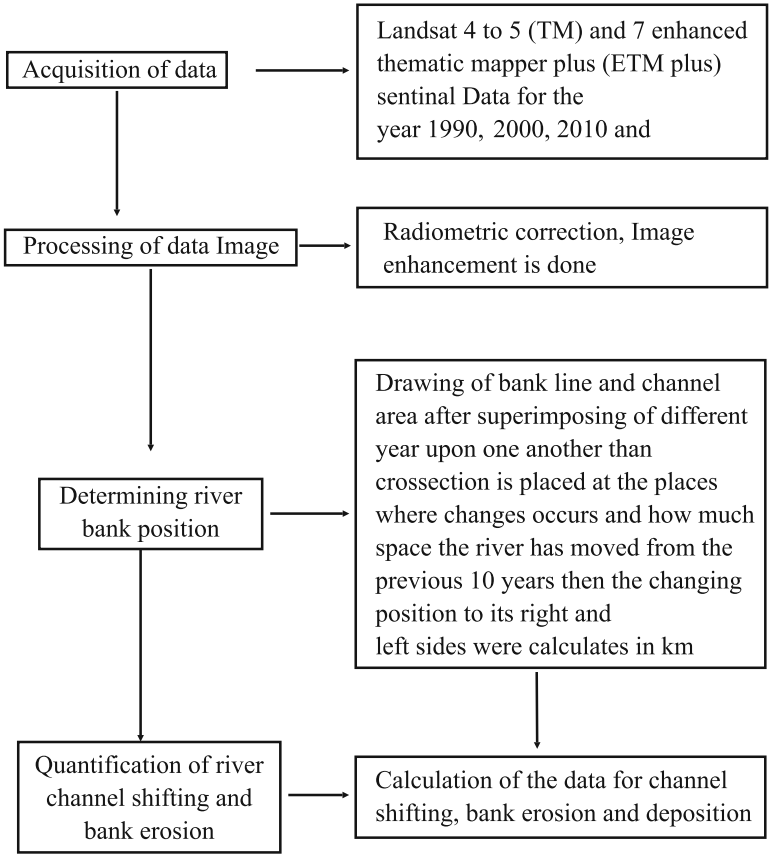 Acquisition of data
Landsat 4 to 5 (TM) and 7 enhanced
thematic mapper plus (ETM plus)
sentinal Data for the
year 1990, 2000, 2010 and
Processing of data Image
Radiometric correction, Image
enhancement is done
Determining river
bank position
Drawing of bank line and channel
area after superimposing of different
year upon one another than
crossection is placed at the places
where changes occurs and how much
space the river has moved from the
previous 10 years then the changing
position to its right and
left sides were calculates in km
Quantification of river
channel shifting and
bank erosion
Calculation of the data for channel
shifting, bank erosion and deposition